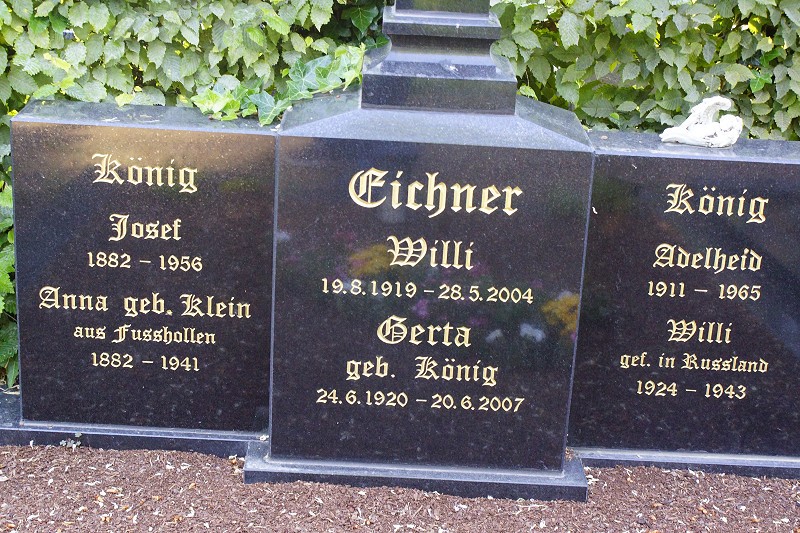 König
Josef
1882 - 1956
Anna geb. Klein
aus Fusshollen
1882 - 1941
Eichner
Willi
19.8.1919 - 28.5.2004
Gerta
geb. König
24.6.1920 - 20.6.2007
König
Adelheid
1911 - 1965
Willi
gef. in Russland
1924 - 1943